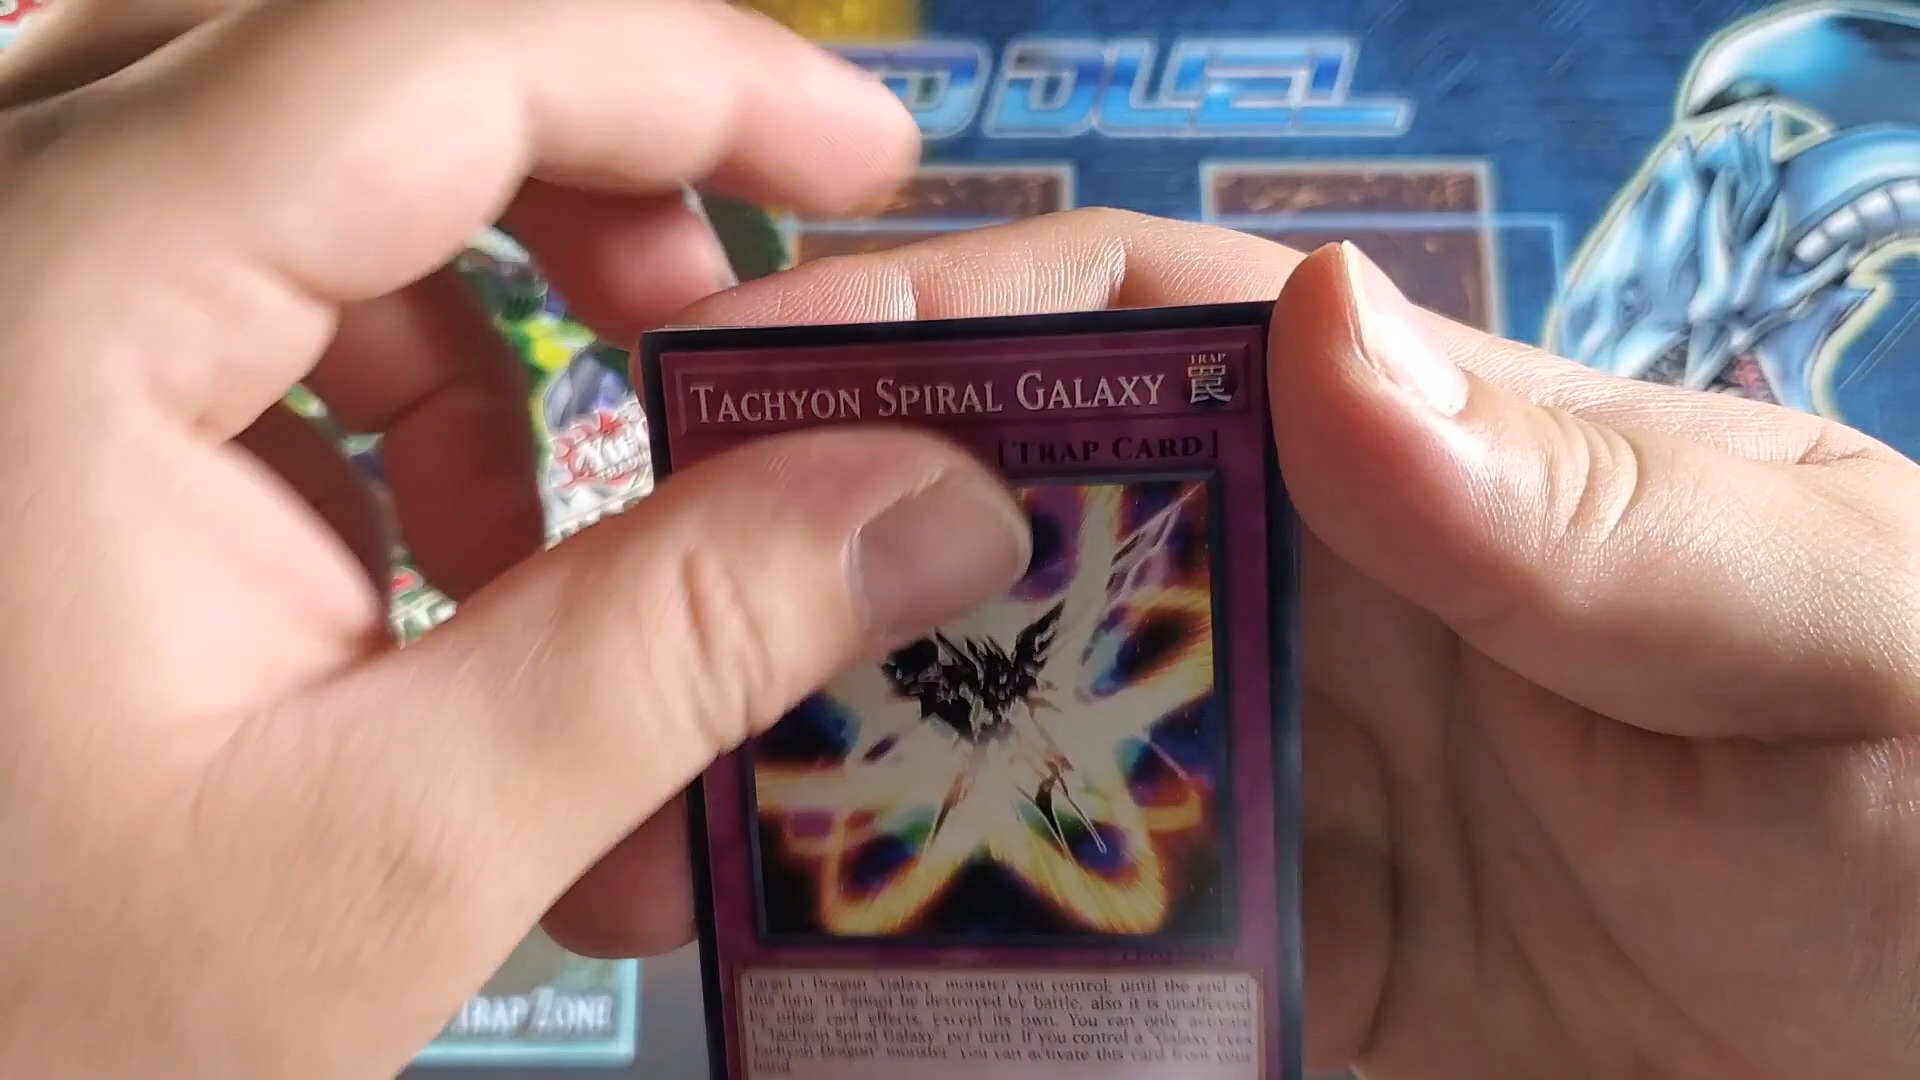 D DUEL
TRAP
罠
TACHYON SPIRAL GALAXY
[TRAP CARD]
Target 1 Dragon "Galaxy" monster you control; until the end of
this turn, it cannot be destroyed by battle, also it is unaffected
by other card effects, except its own. You can only activate
"Tachyon Spiral Galaxy" per turn. If you control a "Galaxy-Eyes
Tachyon Dragon" monster, you can activate this card from your
hand.
TRAP ZONE